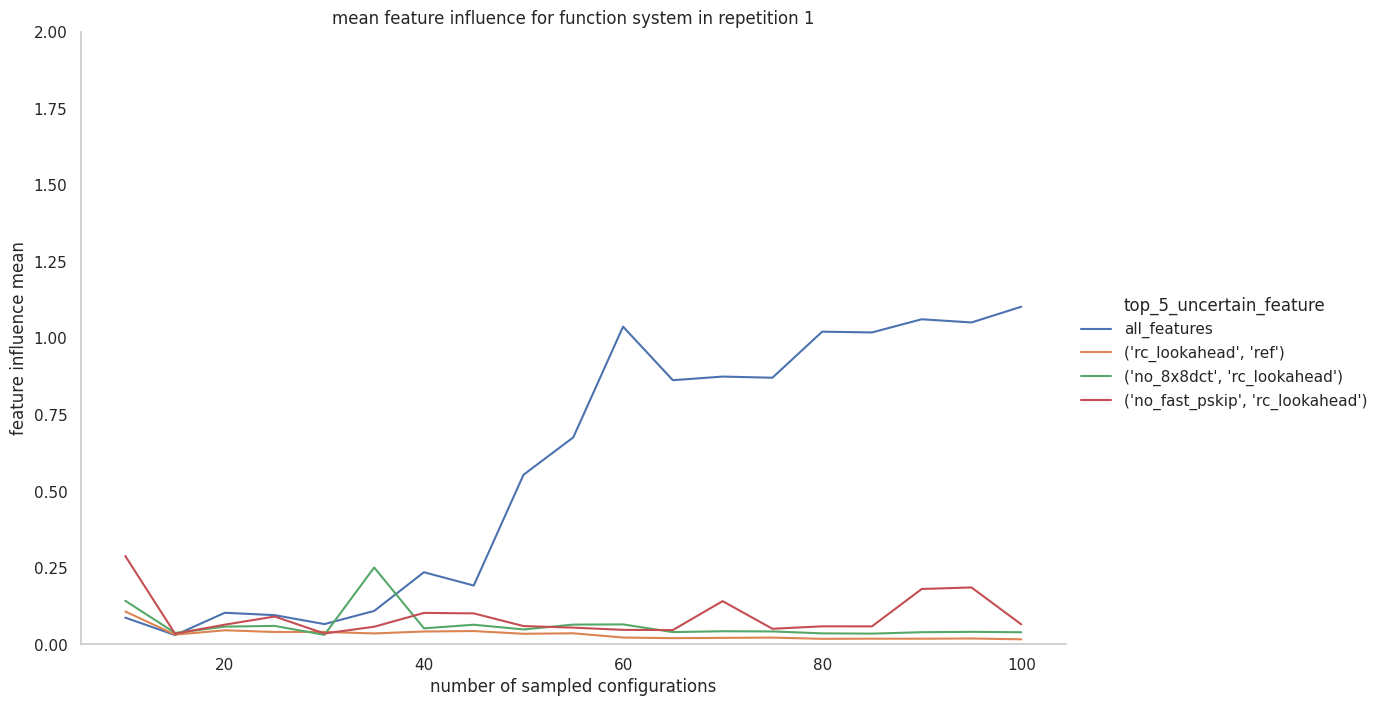 mean feature influence for function system in repetition 1
2.00
1.75
1.50
1.25
1.00
0.75
0.50
0.25
0.00
feature influence mean
20 40 60 80 100
number of sampled configurations
top_5_uncertain_feature
all_features
('rc_lookahead', 'ref')
('no_8x8dct', 'rc_lookahead')
('no_fast_pskip', 'rc_lookahead')